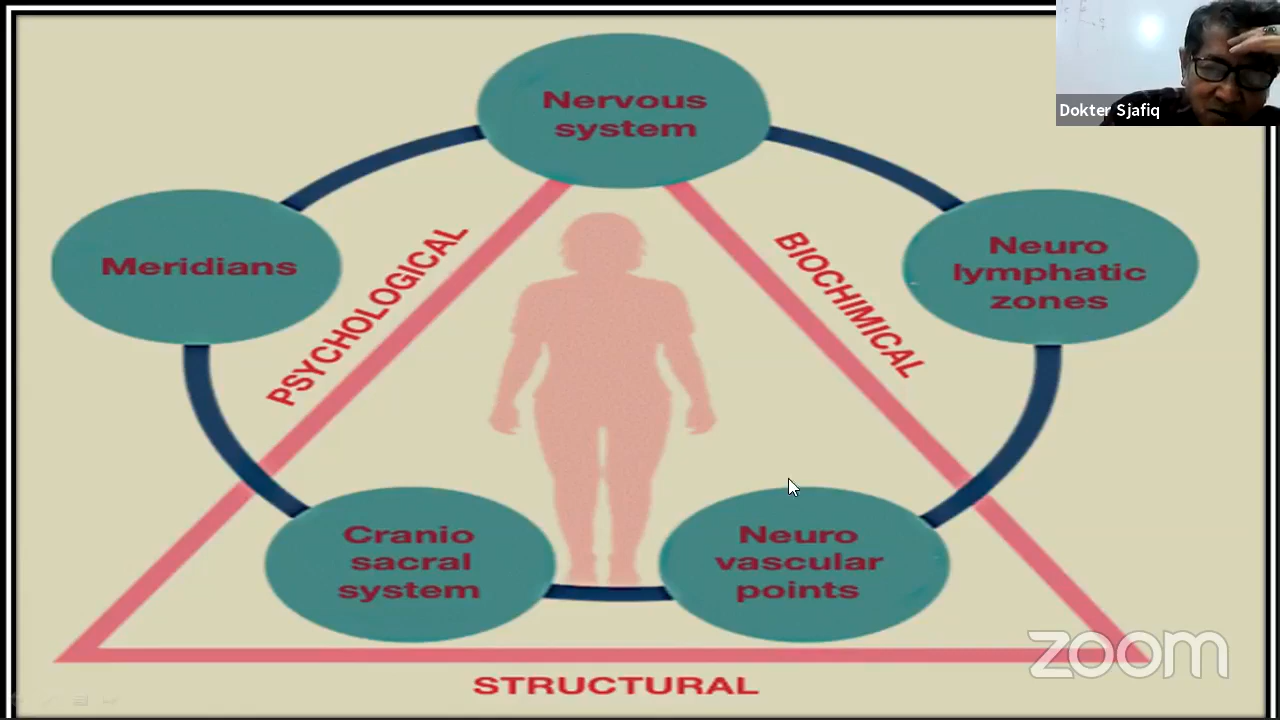 Nervous
system
Dokter Sjafiq
Meridians
PSYCHOLOGICAL
BIOCHIMICAL
Neuro
lymphatic
zones
Cranio
sacral
system
Neuro
vascular
points
zoom
STRUCTURAL